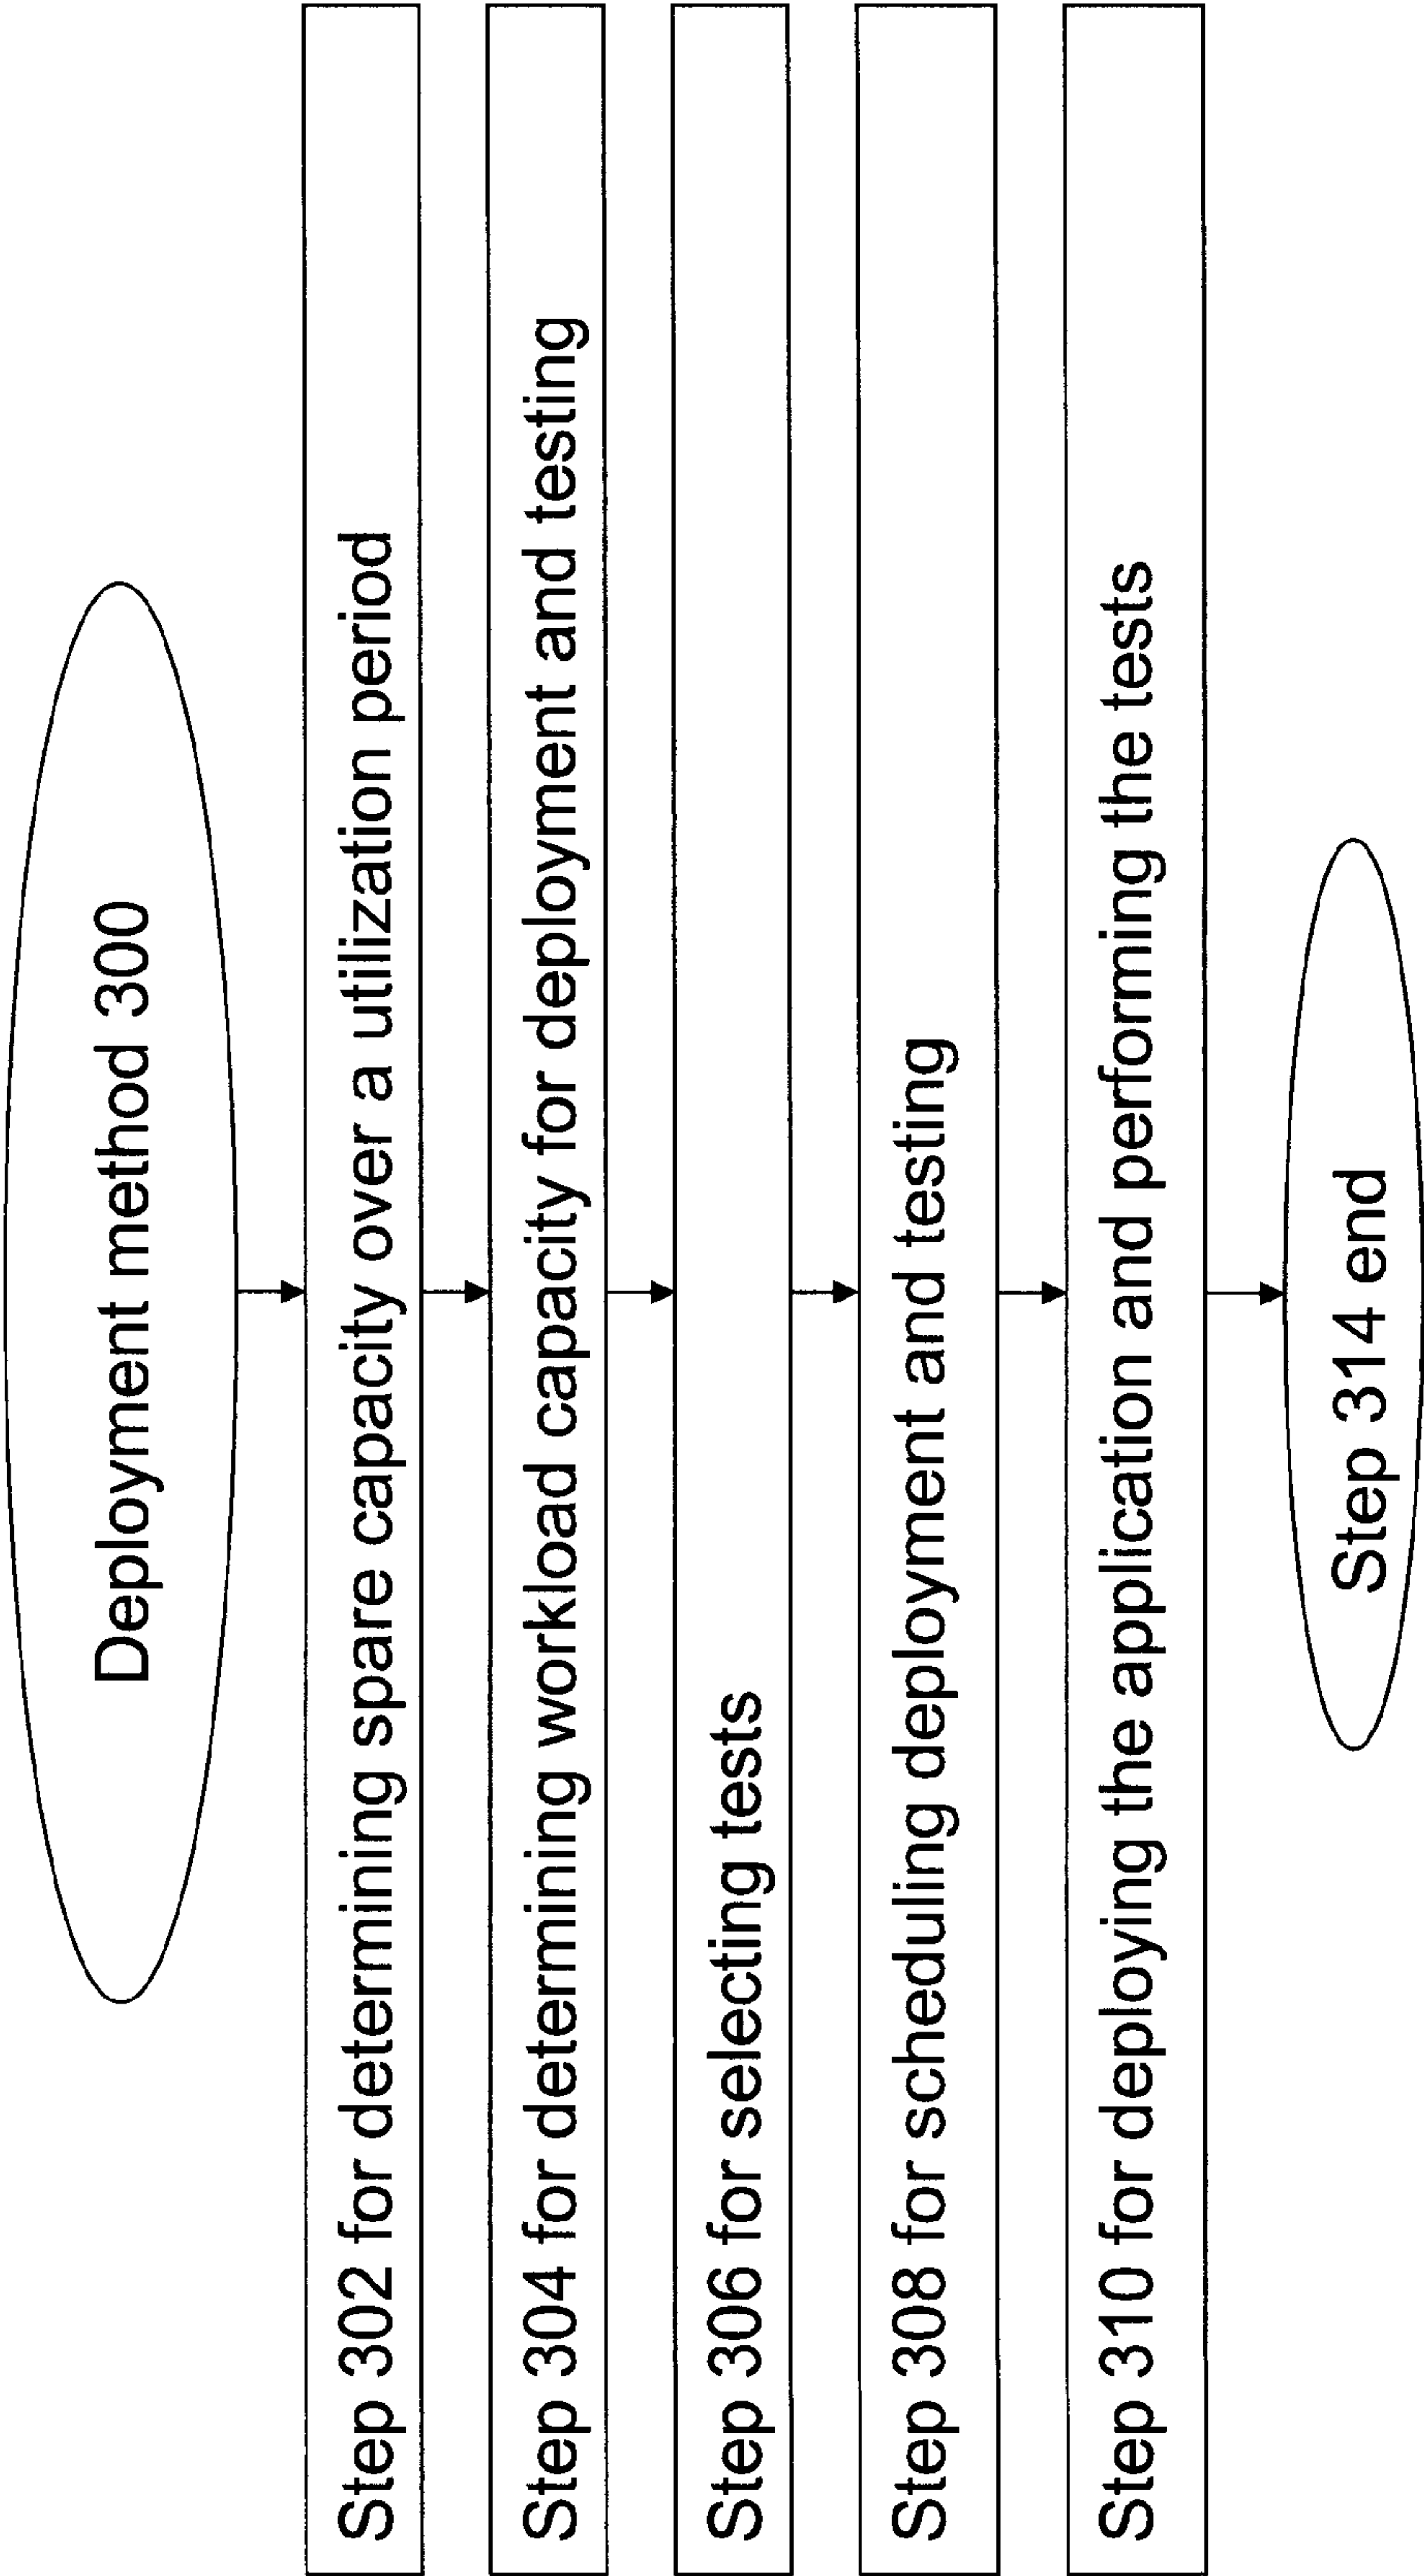 Deployment method 300
Step 302 for determining spare capacity over a utilization period
Step 304 for determining workload capacity for deployment and testing
Step 306 for selecting tests
Step 308 for scheduling deployment and testing
Step 310 for deploying the application and performing the tests
Step 314 end